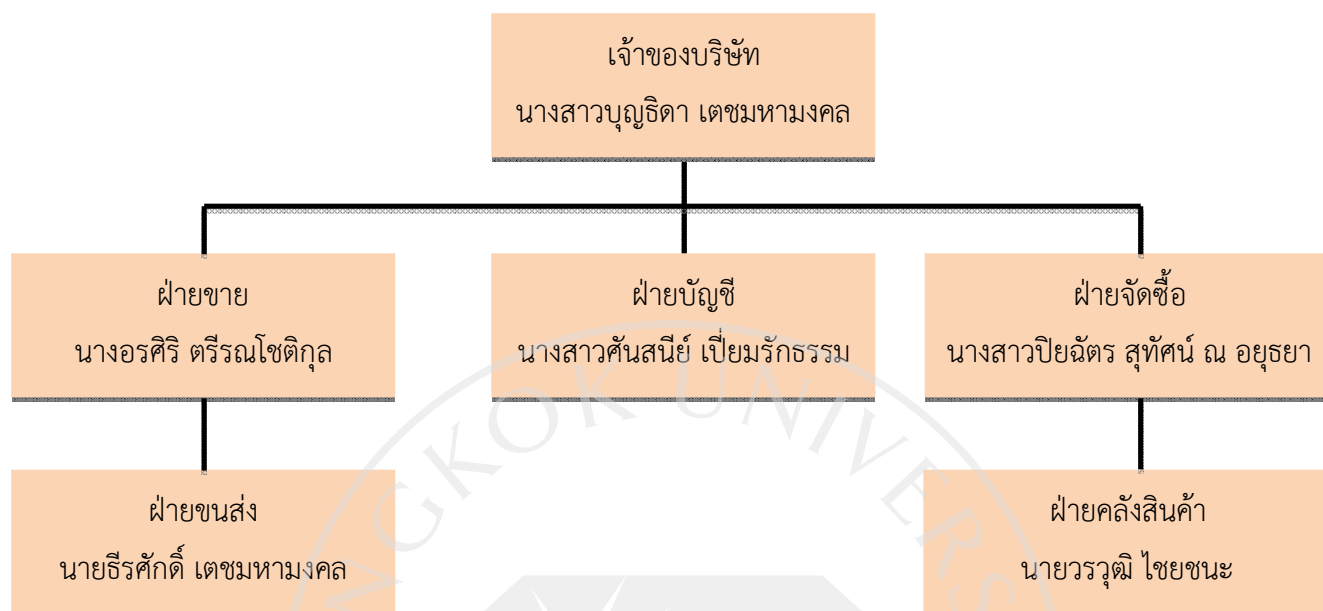 เจ้าของบริษัท
นางสาวบุญธิดา เตชมหามงคล
ฝ่ายขาย
นางอรศิริ ตรีรณโชติกุล
ฝ่ายบัญชี
นางสาวศันสนีย์ เปี่ยมรักธรรม
ฝ่ายจัดซื้อ
นางสาวปิยฉัตร สุทัศน์ ณ อยุธยา
ฝ่ายขนส่ง
นายธีรศักดิ์ เตชมหามงคล
ฝ่ายคลังสินค้า
นายวรวุฒิ ไชยชนะ